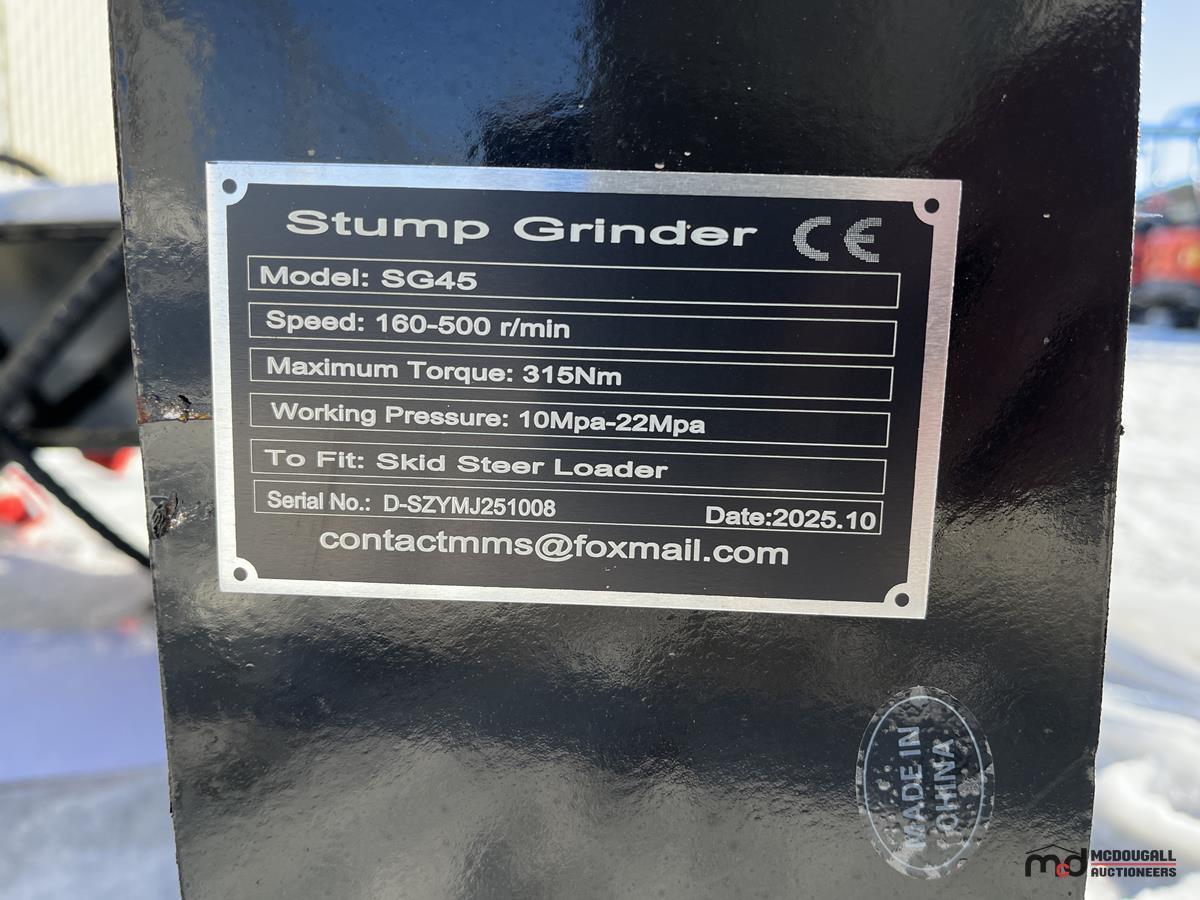 Stump Grinder CE
Model: SG45
Speed: 160-500 r/min
Maximum Torque: 315Nm
Working Pressure: 10Mpa-22Mpa
To Fit: Skid Steer Loader
Serial No.: D-SZYMJ251008 Date:2025.10
contactmms@foxmail.com
MADE IN
CHINA
mcd MCDOUGALL
AUCTIONEERS